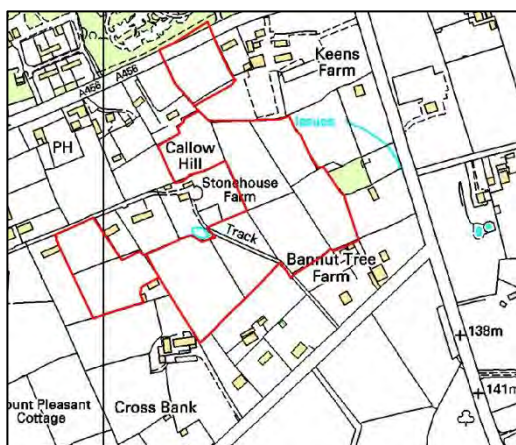 A456
A456
Keens
Farm
Issues
PH
Callow
Hill
Stonehouse
Farm
Track
Bannut Tree
Farm
138m
141m
ount Pleasant
Cottage
Cross Bank